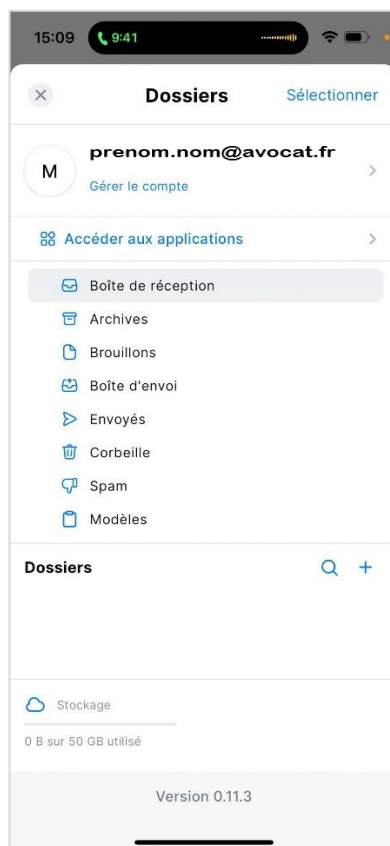 15:09 9:41
Dossiers Sélectionner
M prenom.nom@avocat.fr
Gérer le compte
Accéder aux applications
Boîte de réception
Archives
Brouillons
Boîte d'envoi
Envoyés
Corbeille
Spam
Modèles
Dossiers
Stockage
0 B sur 50 GB utilisé
Version 0.11.3